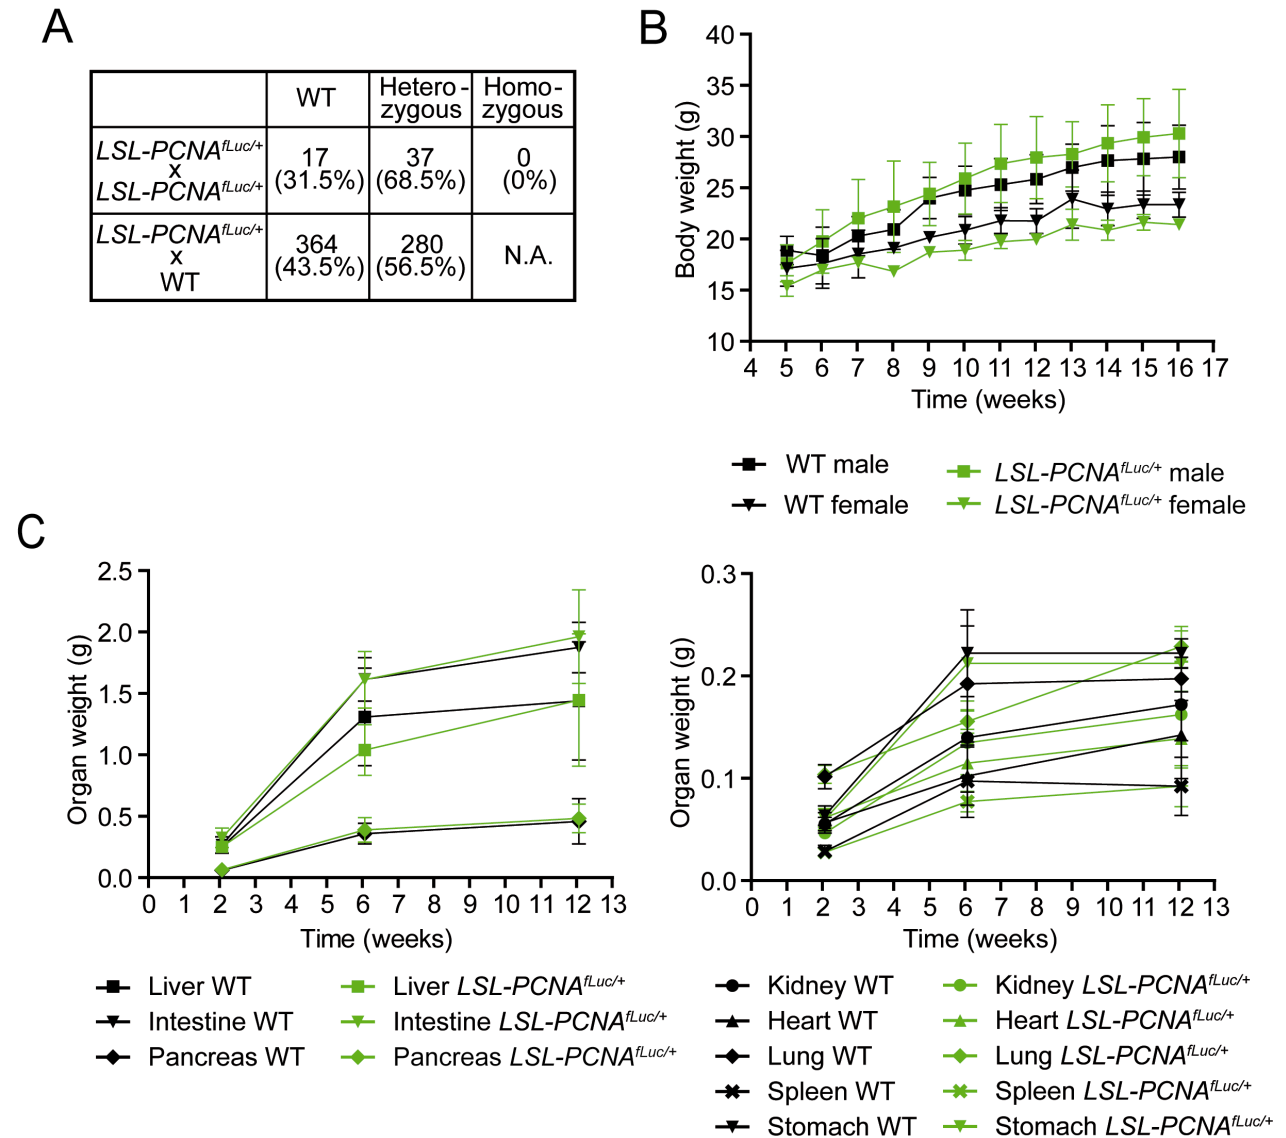 A
WT
Hetero-
zygous
Homo-
zygous
LSL-PCNAfLuc/+
x
LSL-PCNAfLuc/+
17
(31.5%)
37
(68.5%)
0
(0%)
LSL-PCNAfLuc/+
x
WT
364
(43.5%)
280
(56.5%)
N.A.
B
Body weight (g)
40
35
30
25
20
15
10
4 5 6 7 8 9 10 11 12 13 14 15 16 17
Time (weeks)
WT male
WT female
LSL-PCNAfLuc/+ male
LSL-PCNAfLuc/+ female
C
Organ weight (g)
2.5
2.0
1.5
1.0
0.5
0.0
0 1 2 3 4 5 6 7 8 9 10 11 12 13
Time (weeks)
Liver WT
Intestine WT
Pancreas WT
Liver LSL-PCNAfLuc/+
Intestine LSL-PCNAfLuc/+
Pancreas LSL-PCNAfLuc/+
Organ weight (g)
0.3
0.2
0.1
0.0
0 1 2 3 4 5 6 7 8 9 10 11 12 13
Time (weeks)
Kidney WT
Heart WT
Lung WT
Spleen WT
Stomach WT
Kidney LSL-PCNAfLuc/+
Heart LSL-PCNAfLuc/+
Lung LSL-PCNAfLuc/+
Spleen LSL-PCNAfLuc/+
Stomach LSL-PCNAfLuc/+